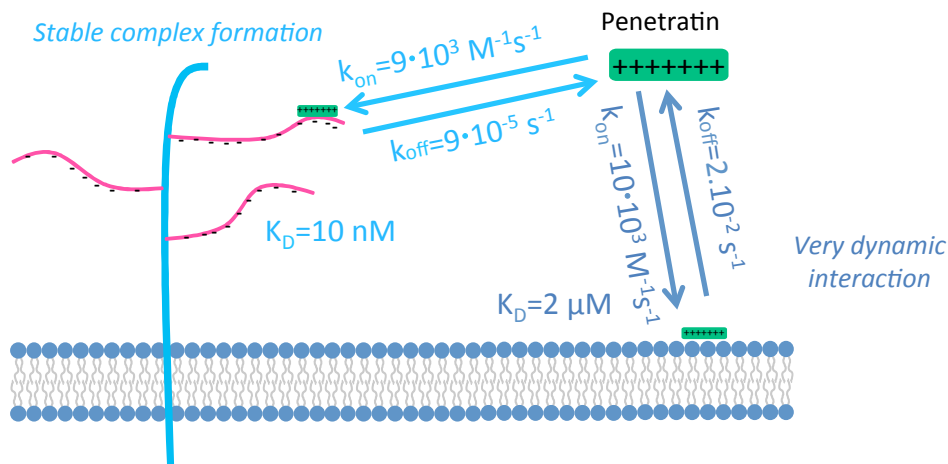 Stable complex formation
Penetratin
+++++++
kon=9•10³ M⁻¹s⁻¹
koff=9•10⁻⁵ s⁻¹
+++++++
KD=10 nM
kon=10•10³ M⁻¹s⁻¹
koff=2.10⁻² s⁻¹
Very dynamic
interaction
KD=2 μM
+++++++